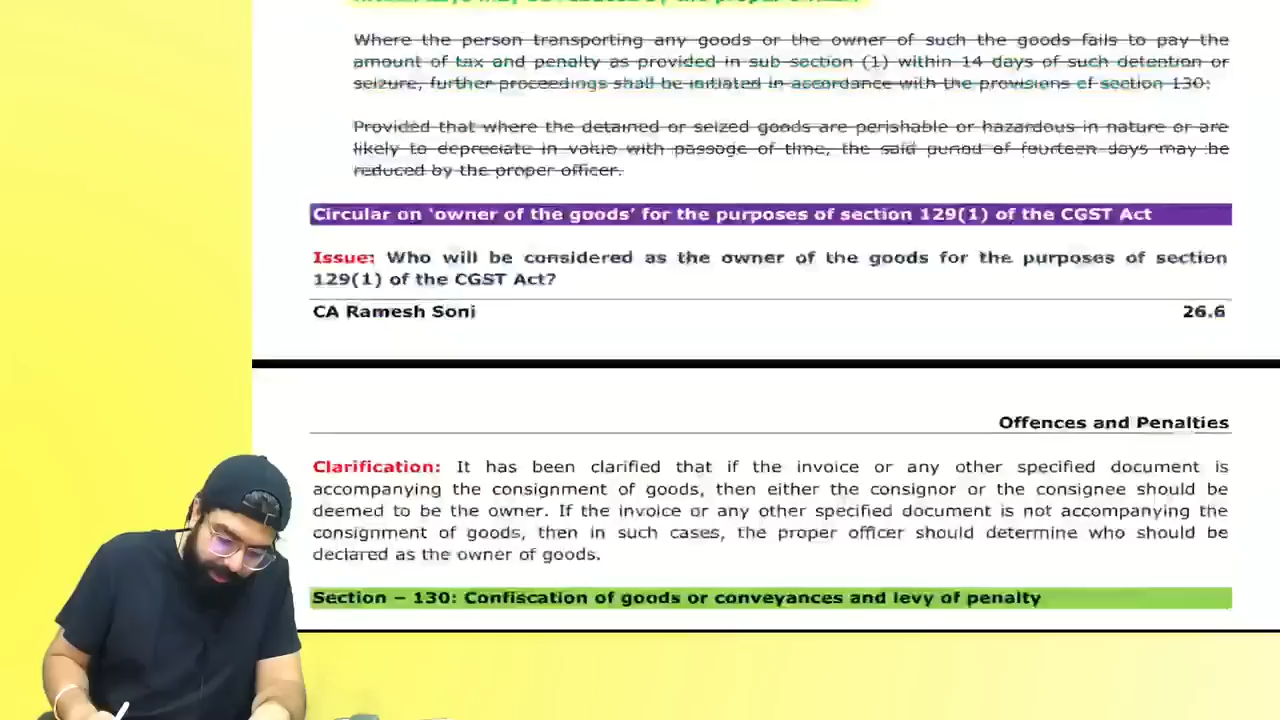 Where the person transporting any goods or the owner of such the goods fails to pay the
amount of tax and penalty as provided in sub section (1) within 14 days of such detention or
seizure, further proceedings shall be initiated in accordance with the provisions of section 130:
Provided that where the detained or seized goods are perishable or hazardous in nature or are
likely to depreciate in value with passage of time, the said period of fourteen days may be
reduced by the proper officer.
Circular on 'owner of the goods' for the purposes of section 129(1) of the CGST Act
Issue: Who will be considered as the owner of the goods for the purposes of section
129(1) of the CGST Act?
CA Ramesh Soni 26.6
Offences and Penalties
Clarification: It has been clarified that if the invoice or any other specified document is
accompanying the consignment of goods, then either the consignor or the consignee should be
deemed to be the owner. If the invoice or any other specified document is not accompanying the
consignment of goods, then in such cases, the proper officer should determine who should be
declared as the owner of goods.
Section – 130: Confiscation of goods or conveyances and levy of penalty